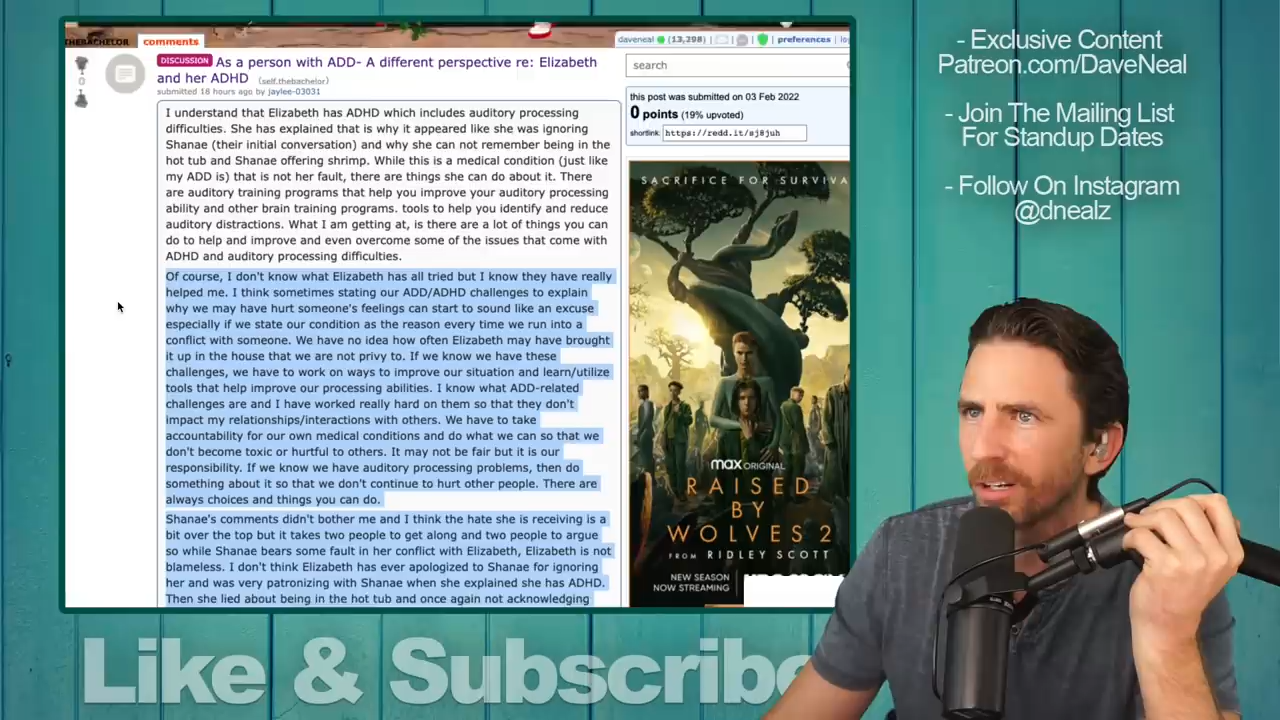 THEBACHELOR comments
daveneal (13,398) preferences
DISCUSSION As a person with ADD- A different perspective re: Elizabeth
and her ADHD (self.thebachelor)
submitted 18 hours ago by jaylee-03031
0
I understand that Elizabeth has ADHD which includes auditory processing
difficulties. She has explained that is why it appeared like she was ignoring
Shanae (their initial conversation) and why she can not remember being in the
hot tub and Shanae offering shrimp. While this is a medical condition (just like
my ADD is) that is not her fault, there are things she can do about it. There
are auditory training programs that help you improve your auditory processing
ability and other brain training programs. tools to help you identify and reduce
auditory distractions. What I am getting at, is there are a lot of things you can
do to help and improve and even overcome some of the issues that come with
ADHD and auditory processing difficulties.
Of course, I don't know what Elizabeth has all tried but I know they have really
helped me. I think sometimes stating our ADD/ADHD challenges to explain
why we may have hurt someone's feelings can start to sound like an excuse
especially if we state our condition as the reason every time we run into a
conflict with someone. We have no idea how often Elizabeth may have brought
it up in the house that we are not privy to. If we know we have these
challenges, we have to work on ways to improve our situation and learn/utilize
tools that help improve our processing abilities. I know what ADD-related
challenges are and I have worked really hard on them so that they don't
impact my relationships/interactions with others. We have to take
accountability for our own medical conditions and do what we can so that we
don't become toxic or hurtful to others. It may not be fair but it is our
responsibility. If we know we have auditory processing problems, then do
something about it so that we don't continue to hurt other people. There are
always choices and things you can do.
Shanae's comments didn't bother me and I think the hate she is receiving is a
bit over the top but it takes two people to get along and two people to argue
so while Shanae bears some fault in her conflict with Elizabeth, Elizabeth is not
blameless. I don't think Elizabeth has ever apologized to Shanae for ignoring
her and was very patronizing with Shanae when she explained she has ADHD.
Then she lied about being in the hot tub and once again not acknowledging
search
this post was submitted on 03 Feb 2022
0 points (19% upvoted)
shortlink: https://redd.it/sj8juh
SACRIFICE FOR SURVIVA
max ORIGINAL
RAISED
BY
WOLVES 2
FROM RIDLEY SCOTT
NEW SEASON
NOW STREAMING
- Exclusive Content
Patreon.com/DaveNeal
- Join The Mailing List
For Standup Dates
- Follow On Instagram
@dnealz
Like & Subscribe